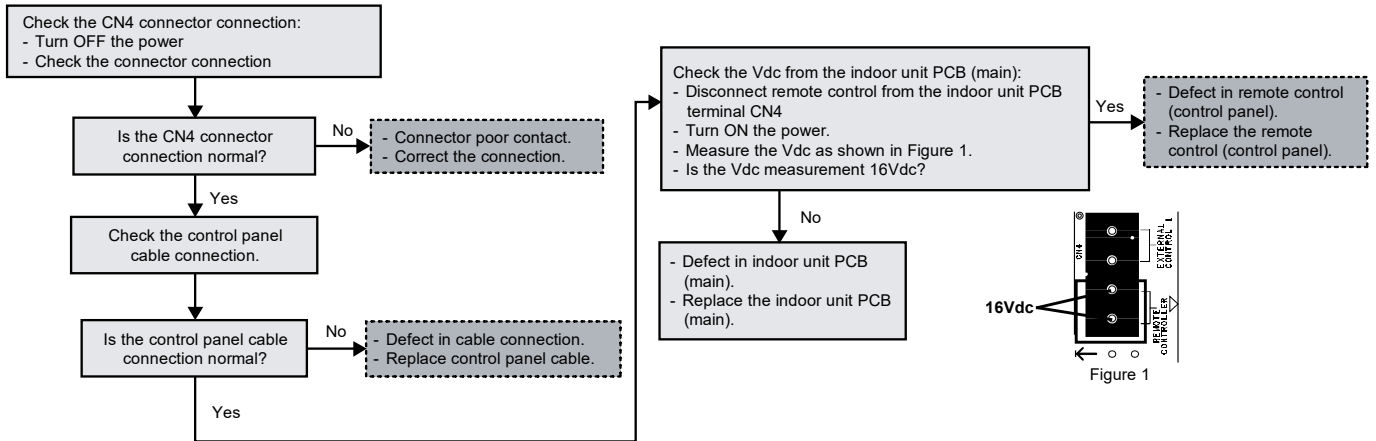 Check the CN4 connector connection:
- Turn OFF the power
- Check the connector connection
Is the CN4 connector
connection normal?
No
- Connector poor contact.
- Correct the connection.
Yes
Check the control panel
cable connection.
Is the control panel cable
connection normal?
No
- Defect in cable connection.
- Replace control panel cable.
Yes
Check the Vdc from the indoor unit PCB (main):
- Disconnect remote control from the indoor unit PCB
terminal CN4
- Turn ON the power.
- Measure the Vdc as shown in Figure 1.
- Is the Vdc measurement 16Vdc?
Yes
- Defect in remote control
(control panel).
- Replace the remote
control (control panel).
No
- Defect in indoor unit PCB
(main).
- Replace the indoor unit PCB
(main).
CN4
EXTERNAL
CONTROL 1
16Vdc
REMOTE
CONTROLLER
Figure 1